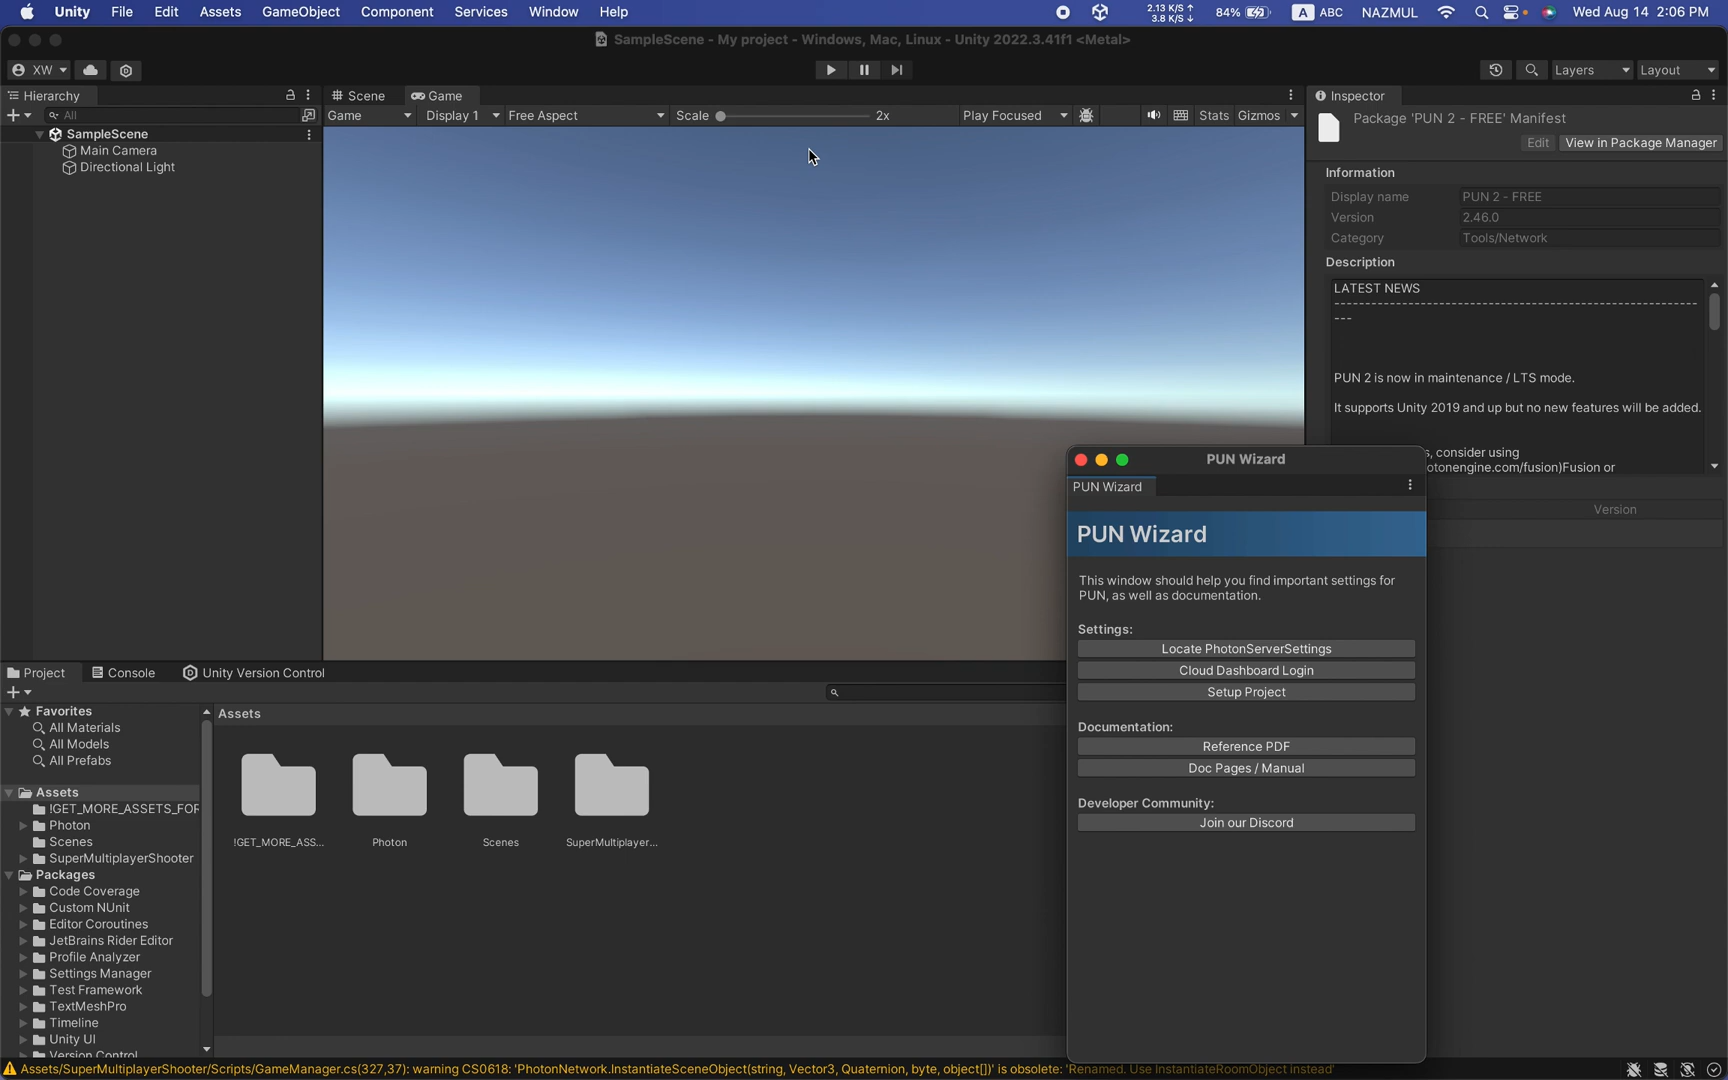 Unity File Edit Assets GameObject Component Services Window Help
2.13 K/S ↑
3.8 K/S ↓
84% A ABC NAZMUL Wed Aug 14 2:06 PM
SampleScene - My project - Windows, Mac, Linux - Unity 2022.3.41f1 <Metal>
XW Layers Layout
Hierarchy
All
SampleScene
Main Camera
Directional Light
Scene Game
Game Display 1 Free Aspect Scale 2x Play Focused Stats Gizmos
Inspector
Package 'PUN 2 - FREE' Manifest
Edit View in Package Manager
Information
Display name PUN 2 - FREE
Version 2.46.0
Category Tools/Network
Description
LATEST NEWS
---
PUN 2 is now in maintenance / LTS mode.
It supports Unity 2019 and up but no new features will be added.
s, consider using
otonengine.com/fusion)Fusion or
Version
PUN Wizard
PUN Wizard
PUN Wizard
This window should help you find important settings for
PUN, as well as documentation.
Settings:
Locate PhotonServerSettings
Cloud Dashboard Login
Setup Project
Documentation:
Reference PDF
Doc Pages / Manual
Developer Community:
Join our Discord
Project Console Unity Version Control
Favorites
All Materials
All Models
All Prefabs
Assets
!GET_MORE_ASSETS_FOR
Photon
Scenes
SuperMultiplayerShooter
Packages
Code Coverage
Custom NUnit
Editor Coroutines
JetBrains Rider Editor
Profile Analyzer
Settings Manager
Test Framework
TextMeshPro
Timeline
Unity UI
Version Control
Assets
!GET_MORE_ASS... Photon Scenes SuperMultiplayer...
Assets/SuperMultiplayerShooter/Scripts/GameManager.cs(327,37): warning CS0618: 'PhotonNetwork.InstantiateSceneObject(string, Vector3, Quaternion, byte, object[])' is obsolete: 'Renamed. Use InstantiateRoomObject instead'